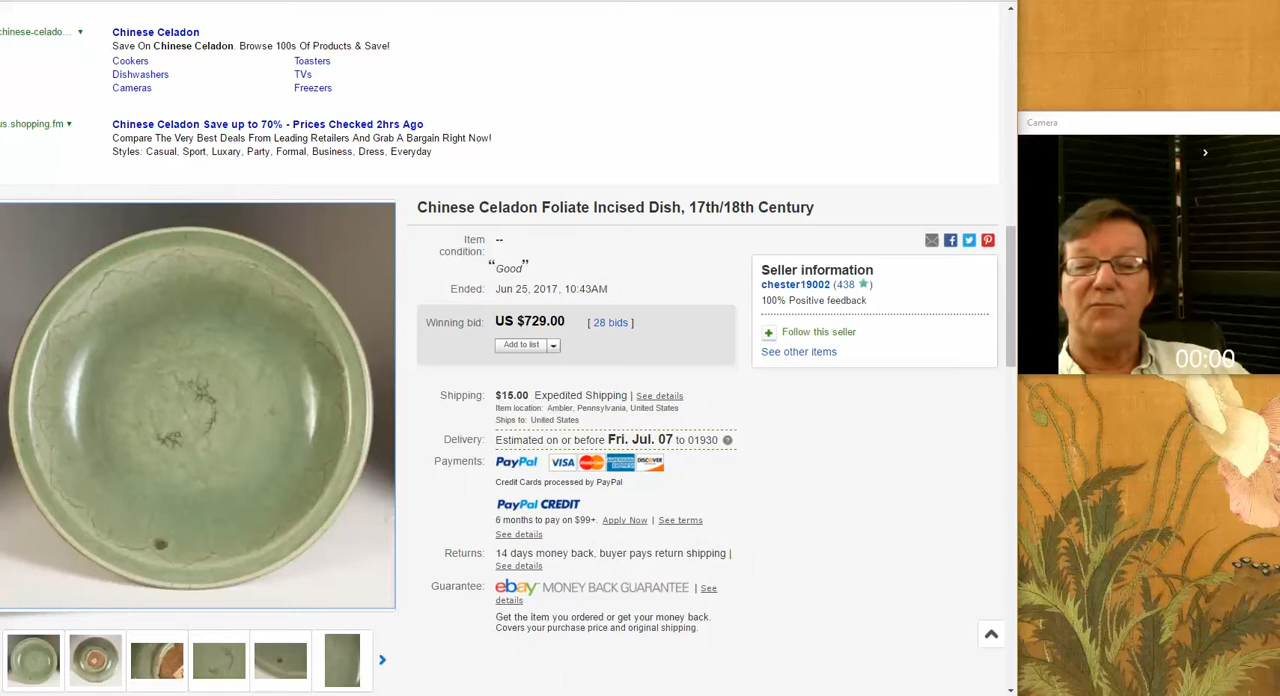 chinese-celado... ▼
Chinese Celadon
Save On Chinese Celadon. Browse 100s Of Products & Save!
Cookers
Toasters
Dishwashers
TVs
Cameras
Freezers
us.shopping.fm ▼
Chinese Celadon Save up to 70% - Prices Checked 2hrs Ago
Compare The Very Best Deals From Leading Retailers And Grab A Bargain Right Now!
Styles: Casual, Sport, Luxary, Party, Formal, Business, Dress, Everyday
Camera
00:00
Chinese Celadon Foliate Incised Dish, 17th/18th Century
Item condition:
--
“Good”
Ended: Jun 25, 2017, 10:43AM
Winning bid: US $729.00 [ 28 bids ]
Add to list
Seller information
chester19002 (438 )
100% Positive feedback
Follow this seller
See other items
Shipping: $15.00 Expedited Shipping | See details
Item location: Ambler, Pennsylvania, United States
Ships to: United States
Delivery: Estimated on or before Fri. Jul. 07 to 01930 ?
Payments: PayPal VISA MasterCard AMERICAN EXPRESS DISCOVER
Credit Cards processed by PayPal
PayPal CREDIT
6 months to pay on $99+. Apply Now | See terms
See details
Returns: 14 days money back, buyer pays return shipping |
See details
Guarantee: ebay MONEY BACK GUARANTEE | See
details
Get the item you ordered or get your money back.
Covers your purchase price and original shipping.